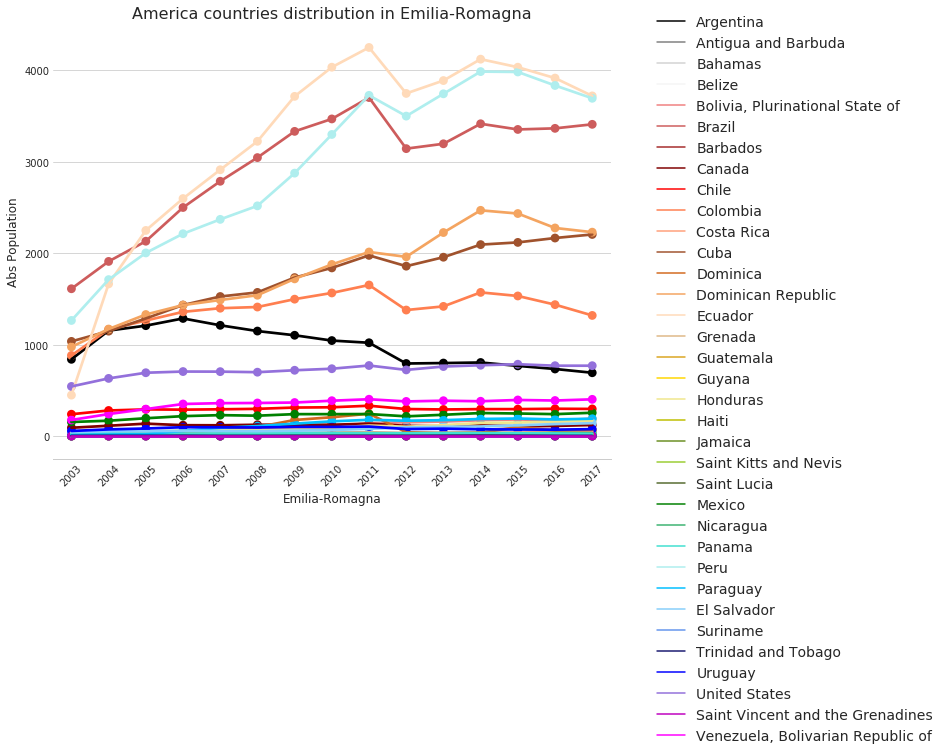 America countries distribution in Emilia-Romagna
Abs Population
4000
3000
2000
1000
0
2003
2004
2005
2006
2007
2008
2009
2010
2011
2012
2013
2014
2015
2016
2017
Emilia-Romagna
Argentina
Antigua and Barbuda
Bahamas
Belize
Bolivia, Plurinational State of
Brazil
Barbados
Canada
Chile
Colombia
Costa Rica
Cuba
Dominica
Dominican Republic
Ecuador
Grenada
Guatemala
Guyana
Honduras
Haiti
Jamaica
Saint Kitts and Nevis
Saint Lucia
Mexico
Nicaragua
Panama
Peru
Paraguay
El Salvador
Suriname
Trinidad and Tobago
Uruguay
United States
Saint Vincent and the Grenadines
Venezuela, Bolivarian Republic of